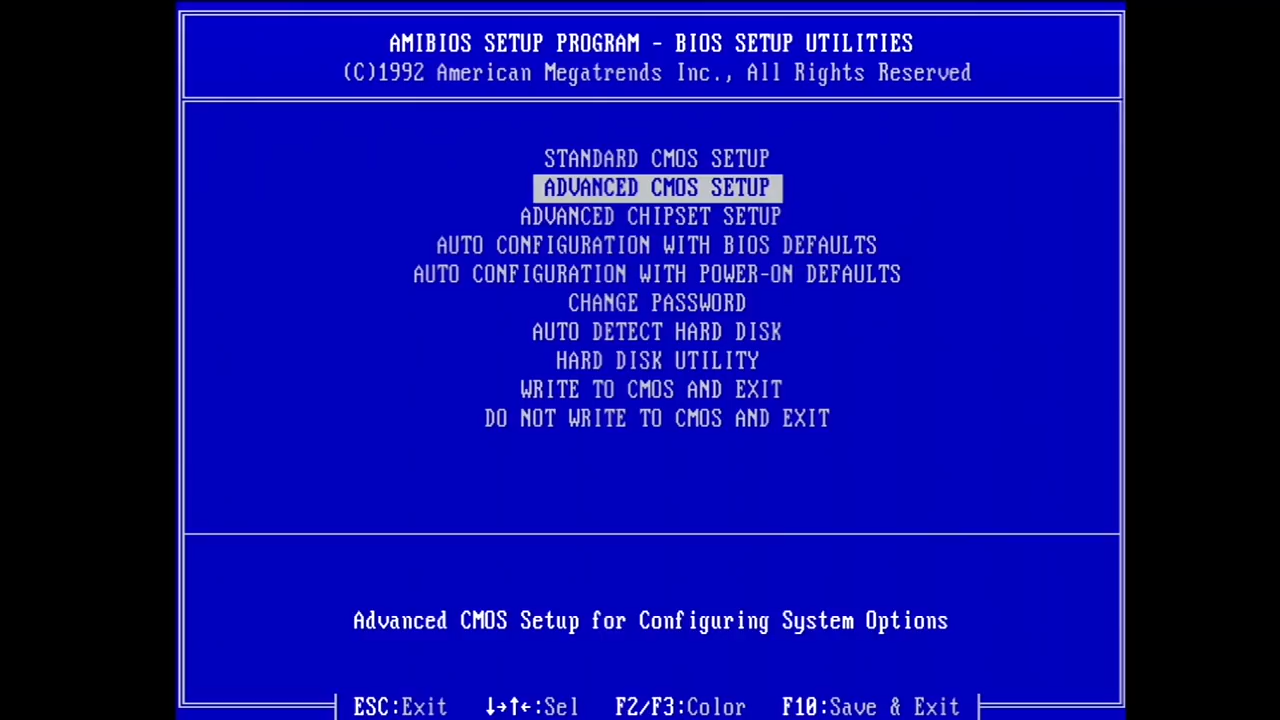 AMIBIOS SETUP PROGRAM - BIOS SETUP UTILITIES
(C)1992 American Megatrends Inc., All Rights Reserved
STANDARD CMOS SETUP
ADVANCED CMOS SETUP
ADVANCED CHIPSET SETUP
AUTO CONFIGURATION WITH BIOS DEFAULTS
AUTO CONFIGURATION WITH POWER-ON DEFAULTS
CHANGE PASSWORD
AUTO DETECT HARD DISK
HARD DISK UTILITY
WRITE TO CMOS AND EXIT
DO NOT WRITE TO CMOS AND EXIT
Advanced CMOS Setup for Configuring System Options
ESC:Exit ↓→↑←:Sel F2/F3:Color F10:Save & Exit